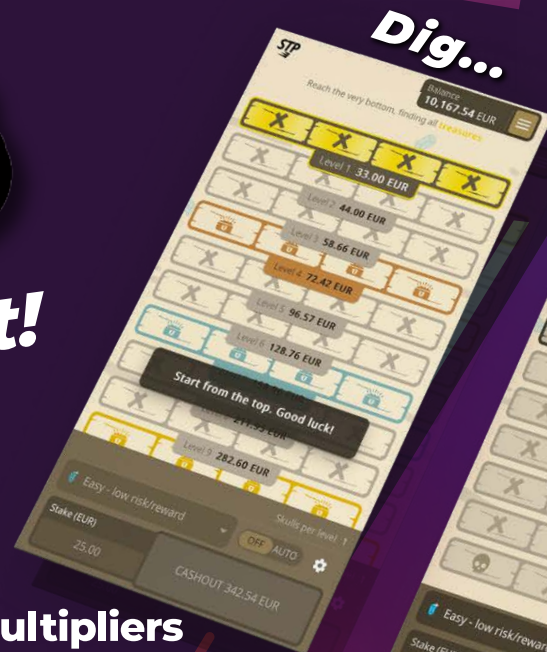 Dig...
STP
Balance
10,167.54 EUR
Reach the very bottom, finding all treasures.
Level 1 33.00 EUR
Level 2 44.00 EUR
Level 3 58.66 EUR
Level 4 72.42 EUR
Level 5 96.57 EUR
Level 6 128.76 EUR
t!
Start from the top. Good luck!
Level 9 282.60 EUR
Easy - low risk/reward
Skulls per level 1
Stake (EUR)
OFF AUTO
25.00
CASHOUT 342.54 EUR
Easy - low risk/rewar
Stake (EUR
ultipliers